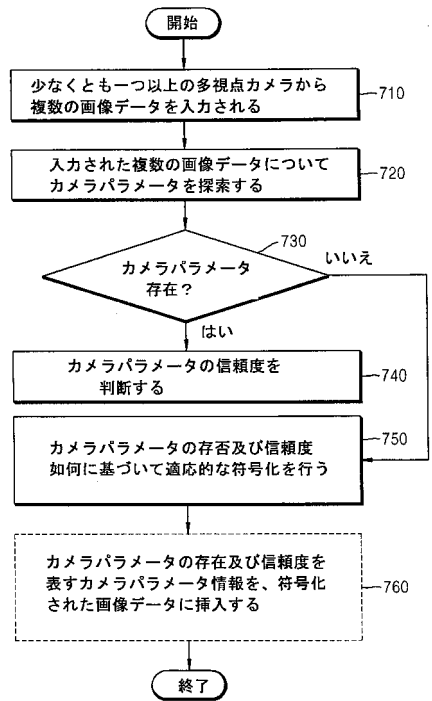 開始
少なくとも一つ以上の多視点カメラから
複数の画像データを入力される
710
入力された複数の画像データについて
カメラパラメータを探索する
720
730
カメラパラメータ
存在？
いいえ
はい
カメラパラメータの信頼度を
判断する
740
カメラパラメータの存否及び信頼度
如何に基づいて適応的な符号化を行う
750
カメラパラメータの存在及び信頼度を
表すカメラパラメータ情報を、符号化
された画像データに挿入する
760
終了